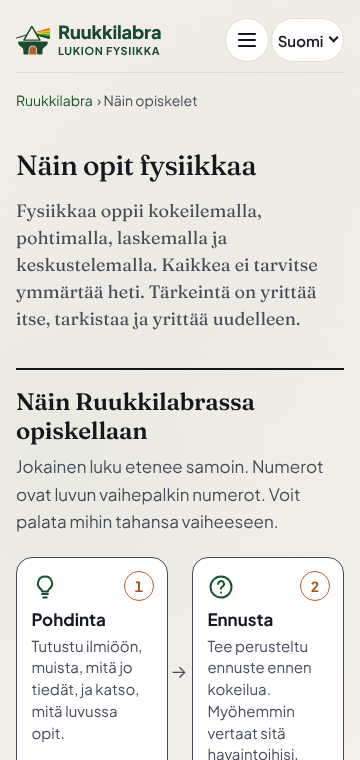 Ruukkilabra
LUKION FYSIIKKA
Suomi
Ruukkilabra › Näin opiskelet
Näin opit fysiikkaa
Fysiikkaa oppii kokeilemalla,
pohtimalla, laskemalla ja
keskustelemalla. Kaikkea ei tarvitse
ymmärtää heti. Tärkeintä on yrittää
itse, tarkistaa ja yrittää uudelleen.
Näin Ruukkilabrassa
opiskellaan
Jokainen luku etenee samoin. Numerot
ovat luvun vaihepalkin numerot. Voit
palata mihin tahansa vaiheeseen.
1
Pohdinta
Tutustu ilmiöön,
muista, mitä jo
tiedät, ja katso,
mitä luvussa
opit.
→
2
Ennusta
Tee perusteltu
ennuste ennen
kokeilua.
Myöhemmin
vertaat sitä
havaintoihisi.